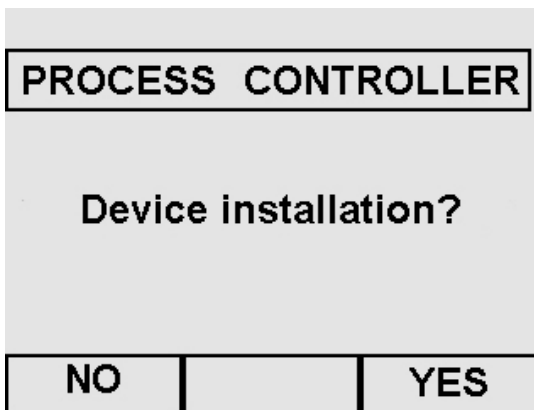 PROCESS CONTROLLER
Device installation?
NO YES